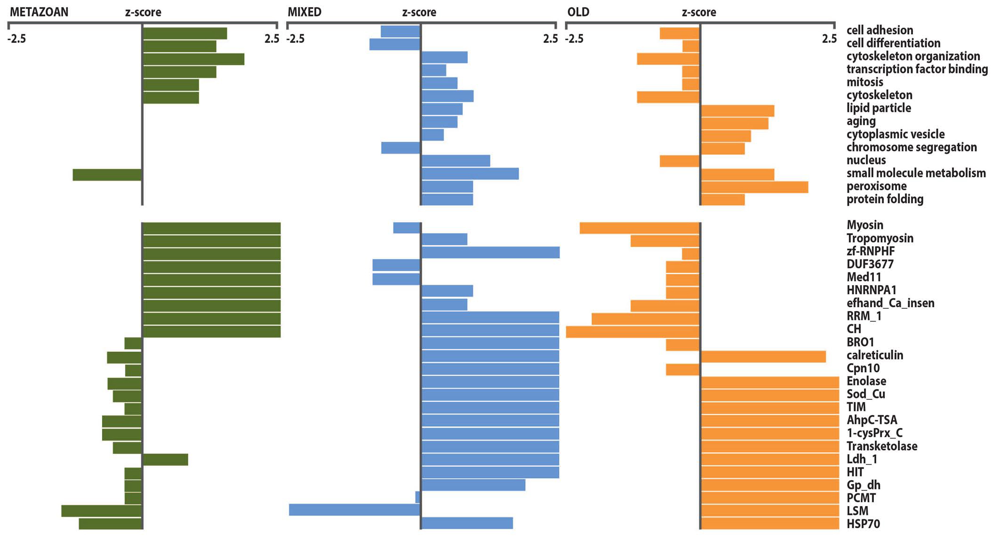 METAZOAN z-score MIXED z-score OLD z-score
-2.5 2.5 -2.5 2.5 -2.5 2.5
cell adhesion
cell differentiation
cytoskeleton organization
transcription factor binding
mitosis
cytoskeleton
lipid particle
aging
cytoplasmic vesicle
chromosome segregation
nucleus
small molecule metabolism
peroxisome
protein folding
Myosin
Tropomyosin
zf-RNPHF
DUF3677
Med11
HNRNPA1
efhand_Ca_insen
RRM_1
CH
BRO1
calreticulin
Cpn10
Enolase
Sod_Cu
TIM
AhpC-TSA
1-cysPrx_C
Transketolase
Ldh_1
HIT
Gp_dh
PCMT
LSM
HSP70